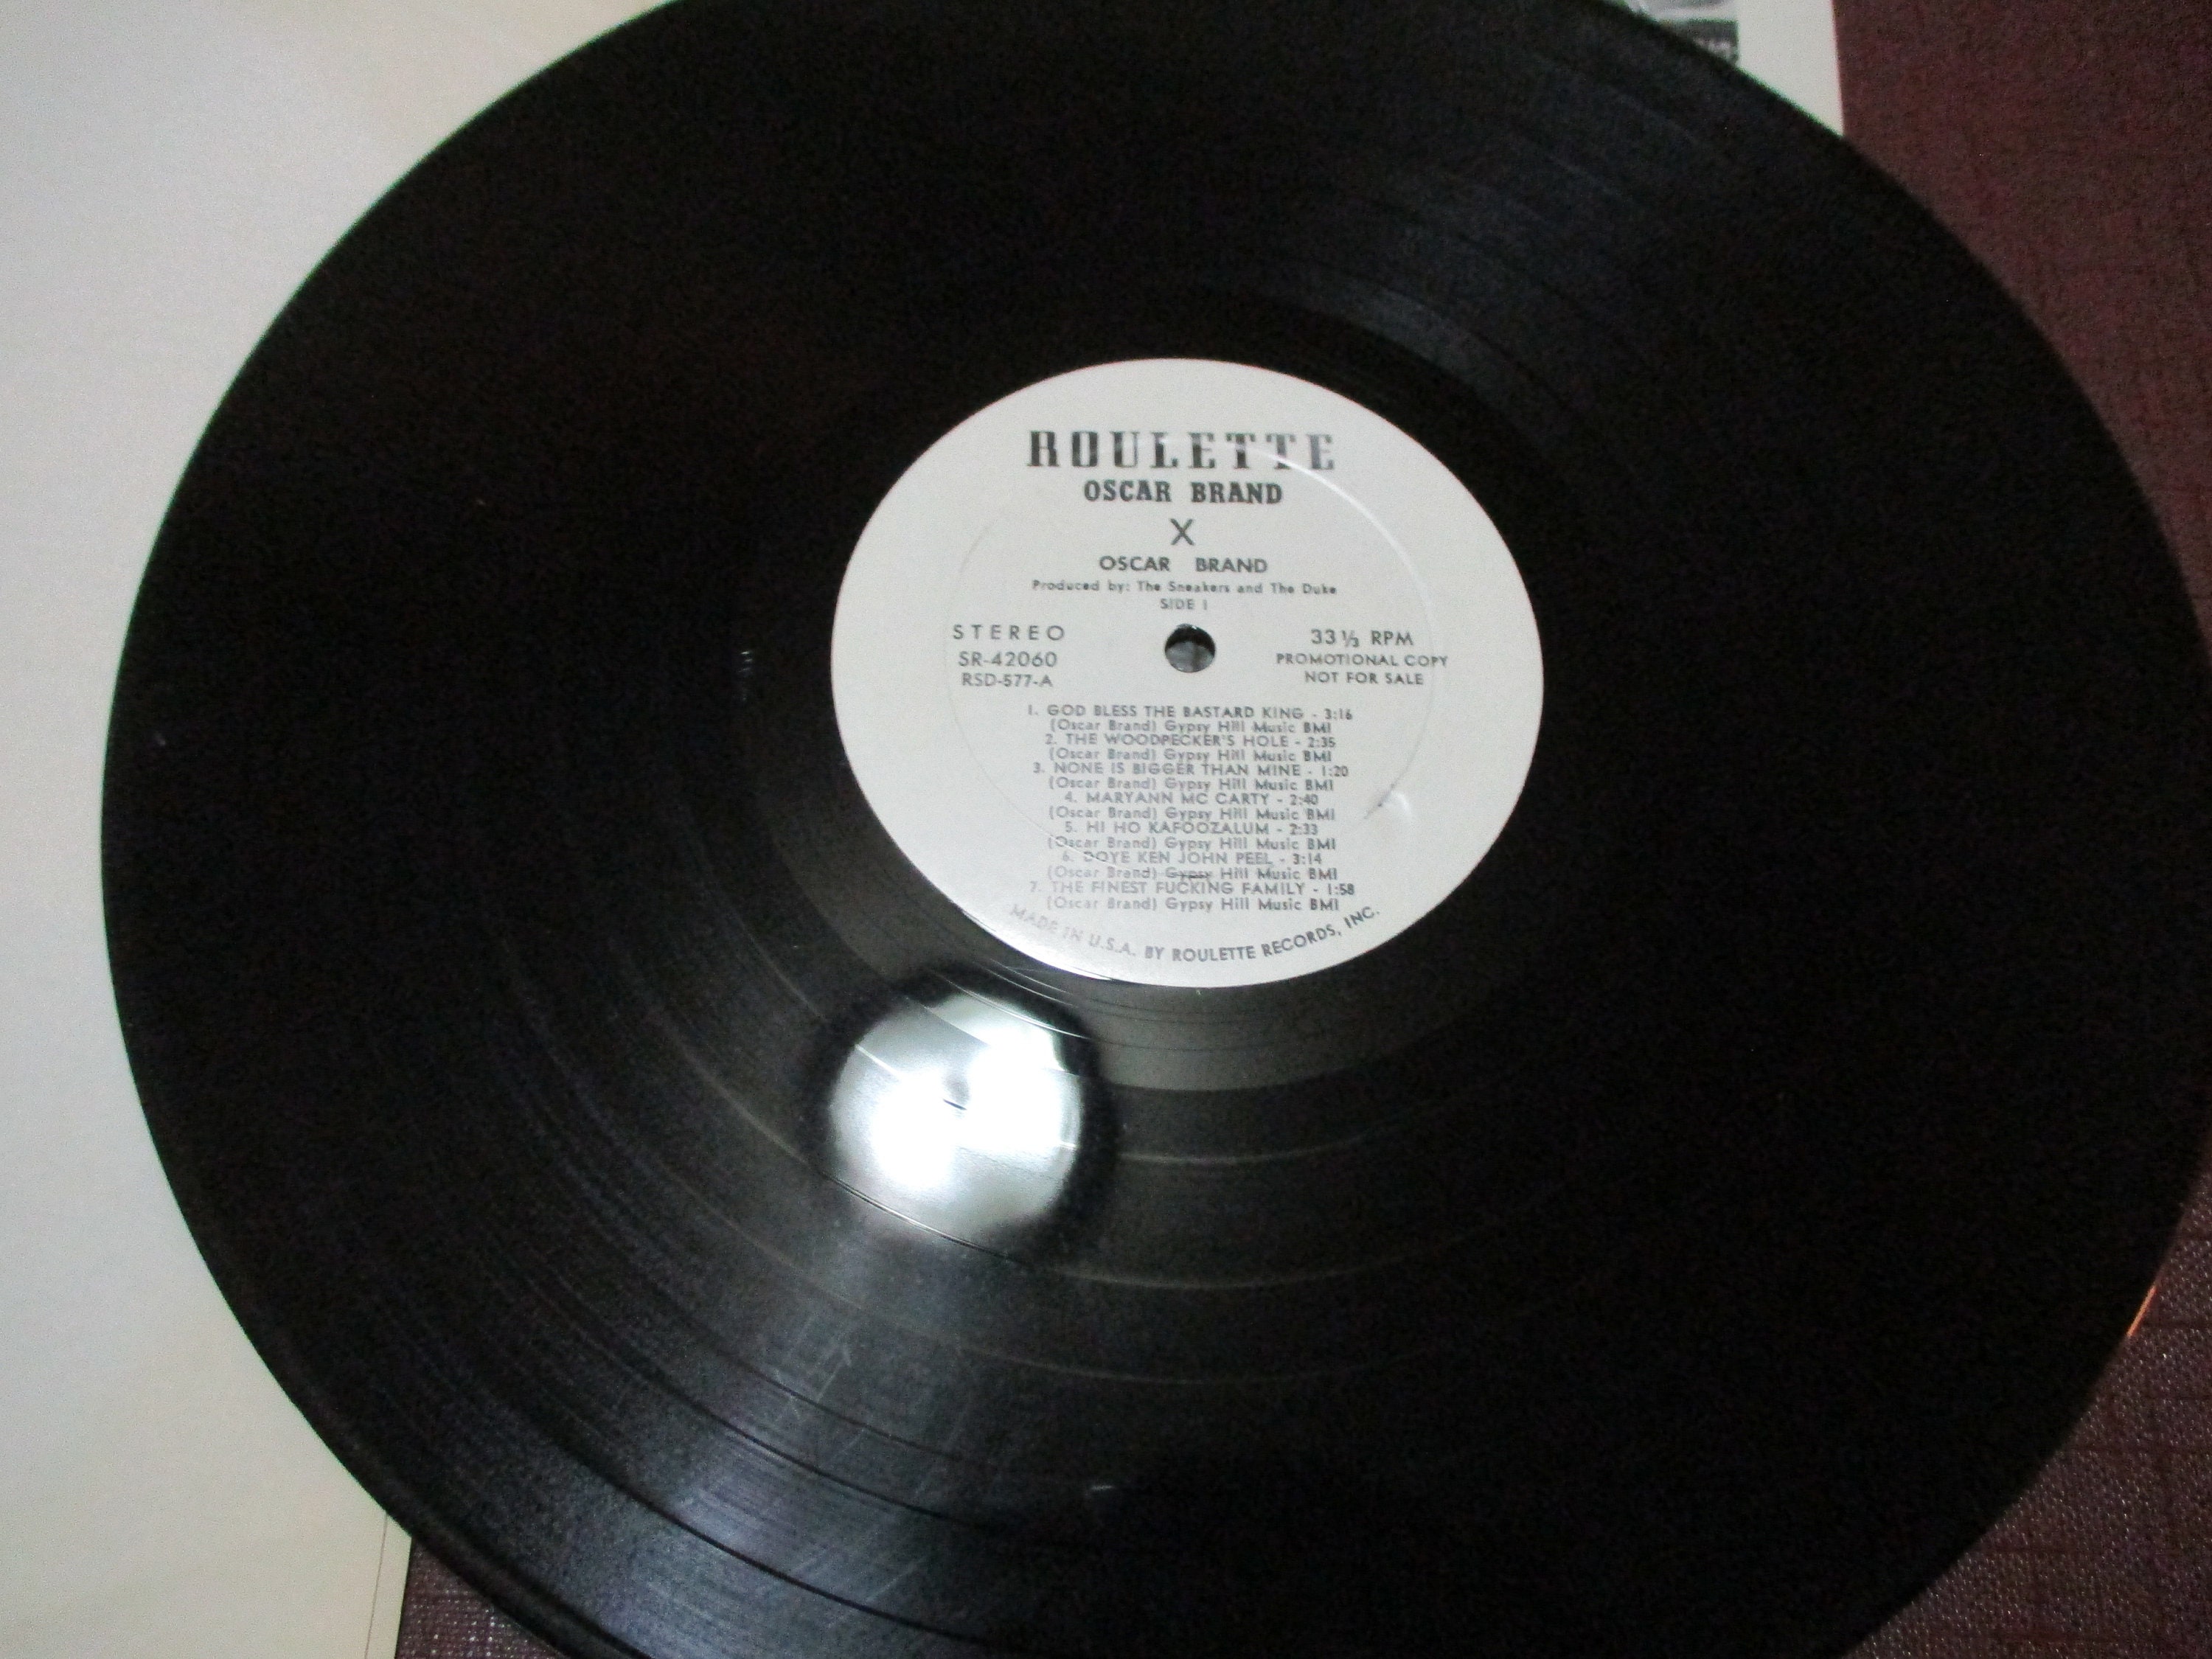 ROULETTE
OSCAR BRAND
X
OSCAR BRAND
Produced by: The Sneakers and The Duke
SIDE 1
STEREO
SR-42060
RSD-577-A
33 1/3 RPM
PROMOTIONAL COPY
NOT FOR SALE
1. GOD BLESS THE BASTARD KING - 3:16
(Oscar Brand) Gypsy Hill Music BMI
2. THE WOODPECKER'S HOLE - 2:35
(Oscar Brand) Gypsy Hill Music BMI
3. NONE IS BIGGER THAN MINE - 1:20
(Oscar Brand) Gypsy Hill Music BMI
4. MARYANN MC CARTY - 2:40
(Oscar Brand) Gypsy Hill Music BMI
5. HI HO KAFOOZALUM - 2:33
(Oscar Brand) Gypsy Hill Music BMI
6. DOYE KEN JOHN PEEL - 3:14
(Oscar Brand) Gypsy Hill Music BMI
7. THE FINEST FUCKING FAMILY - 1:58
(Oscar Brand) Gypsy Hill Music BMI
MADE IN U.S.A. BY ROULETTE RECORDS, INC.